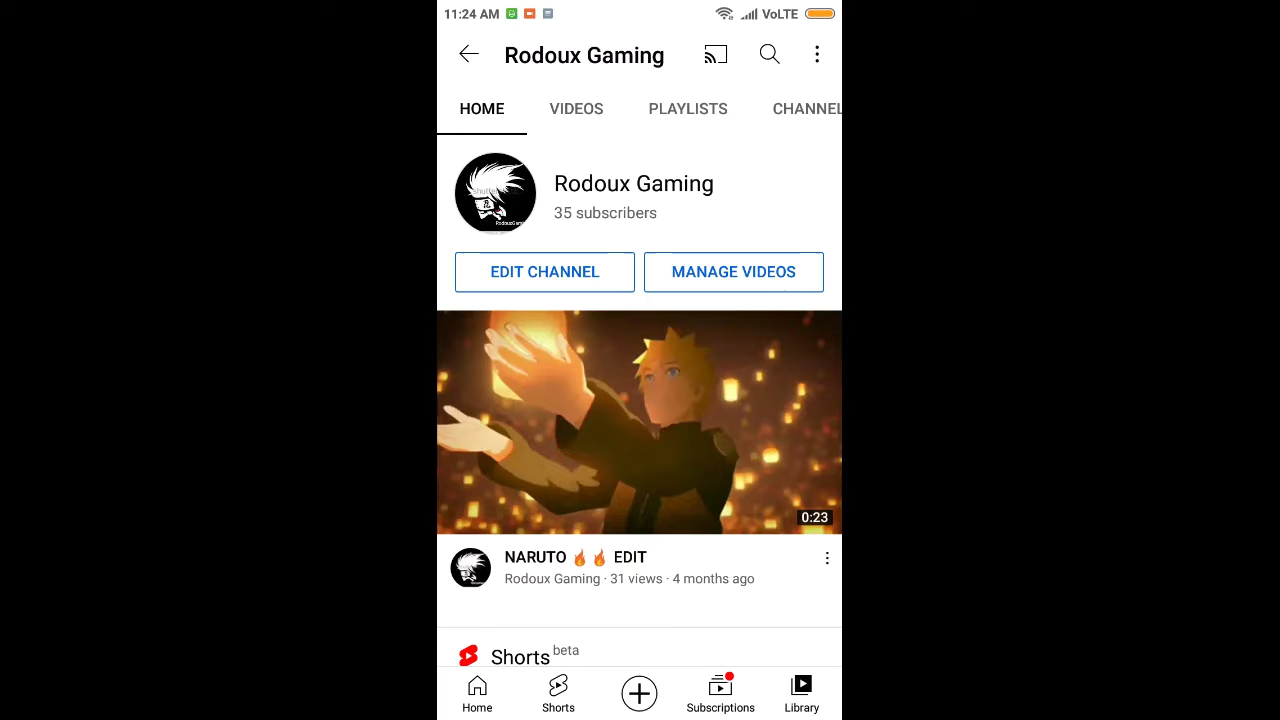 11:24 AM VoLTE
Rodoux Gaming
HOME VIDEOS PLAYLISTS CHANNEL
Rodoux Gaming
35 subscribers
EDIT CHANNEL MANAGE VIDEOS
0:23
NARUTO 🔥🔥 EDIT
Rodoux Gaming · 31 views · 4 months ago
Shorts beta
Home Shorts Subscriptions Library